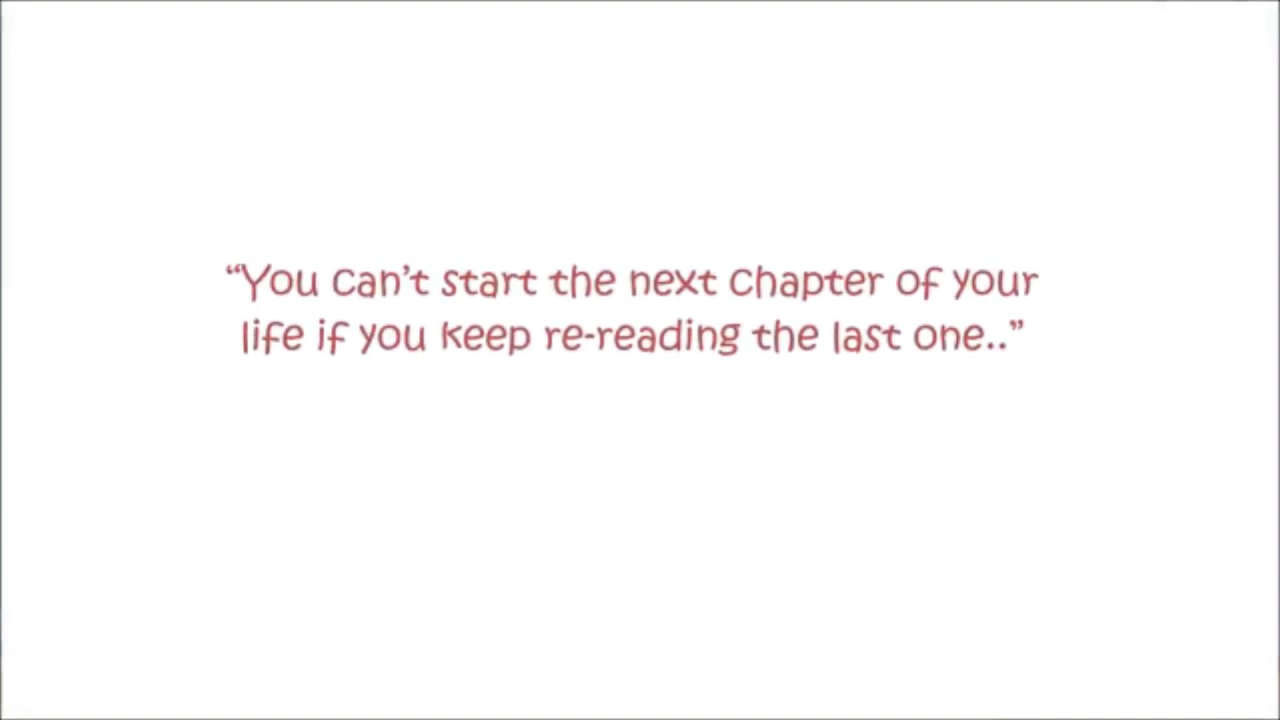 “You can’t start the next chapter of your
life if you keep re-reading the last one..”